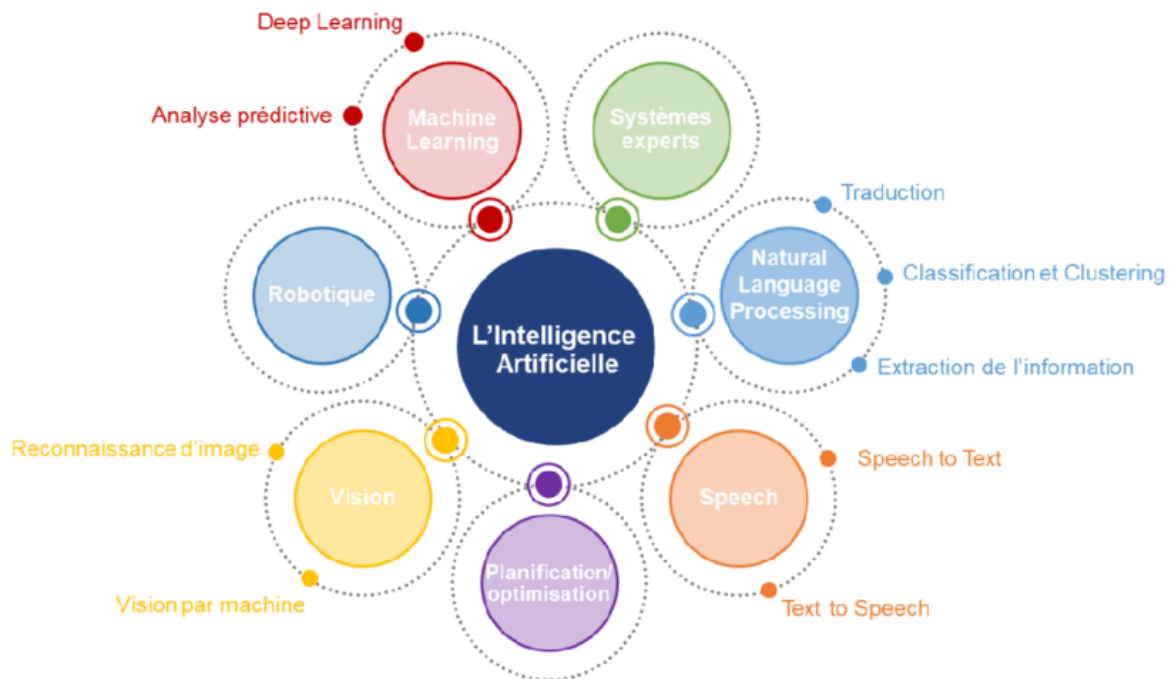 Deep Learning
Analyse prédictive
Machine
Learning
Systèmes
experts
Traduction
Natural
Language
Processing
Classification et Clustering
Extraction de l'information
Robotique
L'Intelligence
Artificielle
Reconnaissance d'image
Vision
Vision par machine
Speech to Text
Speech
Text to Speech
Planification/
optimisation